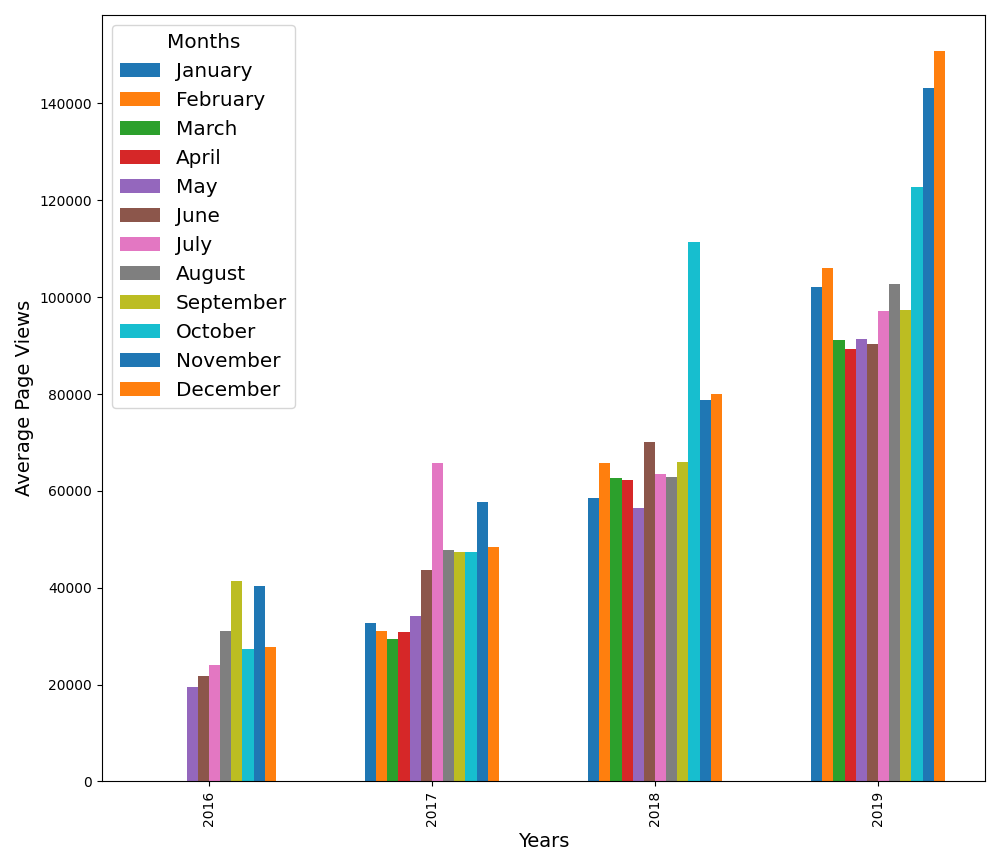 Months
January
February
March
April
May
June
July
August
September
October
November
December
Average Page Views
140000
120000
100000
80000
60000
40000
20000
0
2016
2017
2018
2019
Years